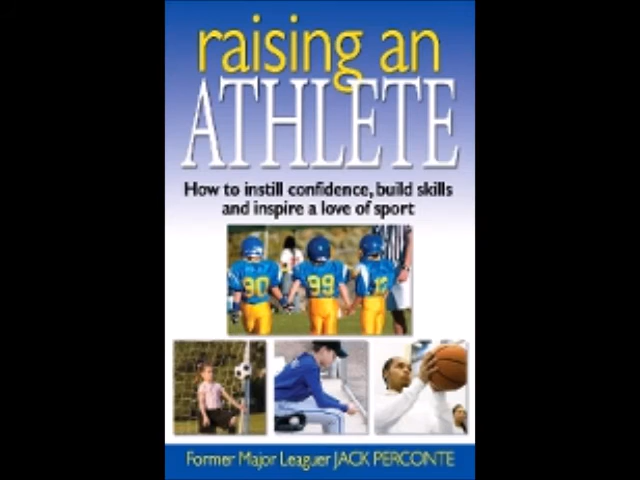 raising an
ATHLETE
How to instill confidence, build skills
and inspire a love of sport
90 99 12
Former Major Leaguer JACK PERCONTE